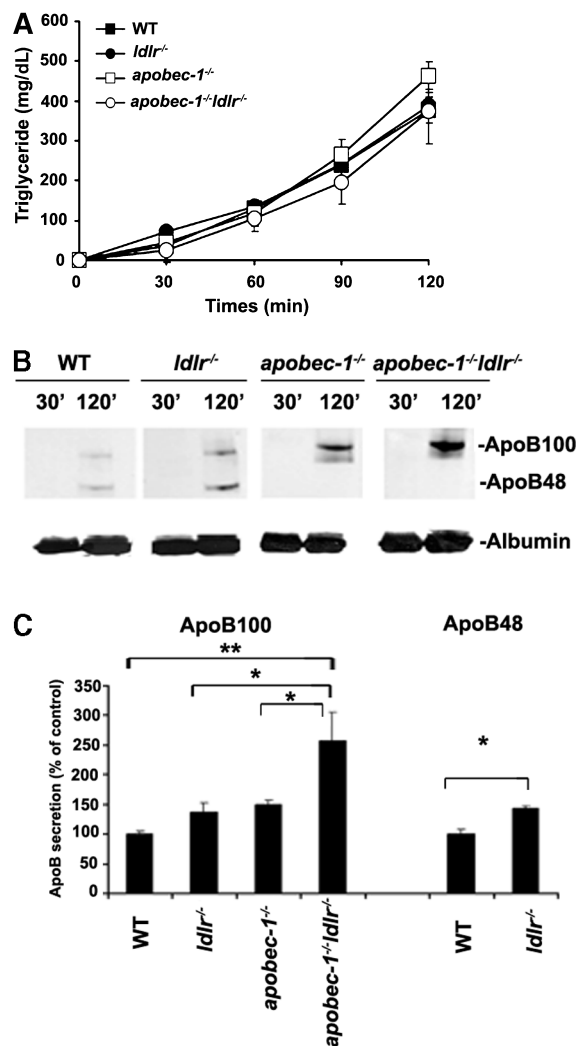 A
Triglyceride (mg/dL)
600
500
400
300
200
100
0
WT
ldlr-/-
apobec-1-/-
apobec-1-/-ldlr-/-
0 30 60 90 120
Times (min)
B
WT ldlr-/- apobec-1-/- apobec-1-/-ldlr-/-
30' 120' 30' 120' 30' 120' 30' 120'
-ApoB100
-ApoB48
-Albumin
C
ApoB100 ApoB48
ApoB secretion (% of control)
350
300
250
200
150
100
50
0
**
*
*
*
WT ldlr-/- apobec-1-/- apobec-1-/-ldlr-/- WT ldlr-/-